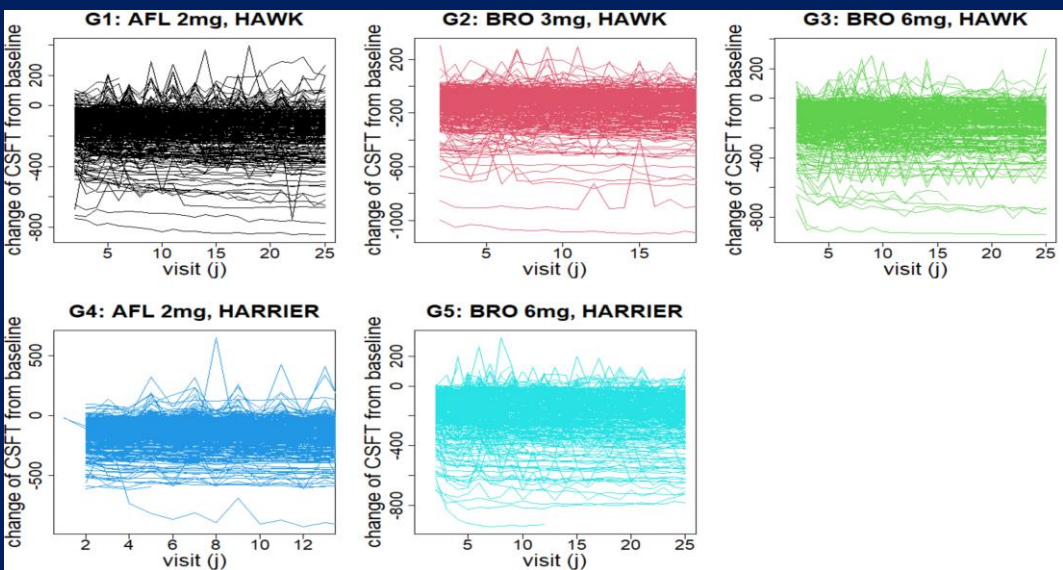 G1: AFL 2mg, HAWK
change of CSFT from baseline
200
0
-400
-800
5 10 15 20 25
visit (j)
G2: BRO 3mg, HAWK
change of CSFT from baseline
200
-200
-600
-1000
5 10 15
visit (j)
G3: BRO 6mg, HAWK
change of CSFT from baseline
200
0
-400
-800
5 10 15 20 25
visit (j)
G4: AFL 2mg, HARRIER
change of CSFT from baseline
500
0
-500
2 4 6 8 10 12
visit (j)
G5: BRO 6mg, HARRIER
change of CSFT from baseline
200
0
-400
-800
5 10 15 20 25
visit (j)